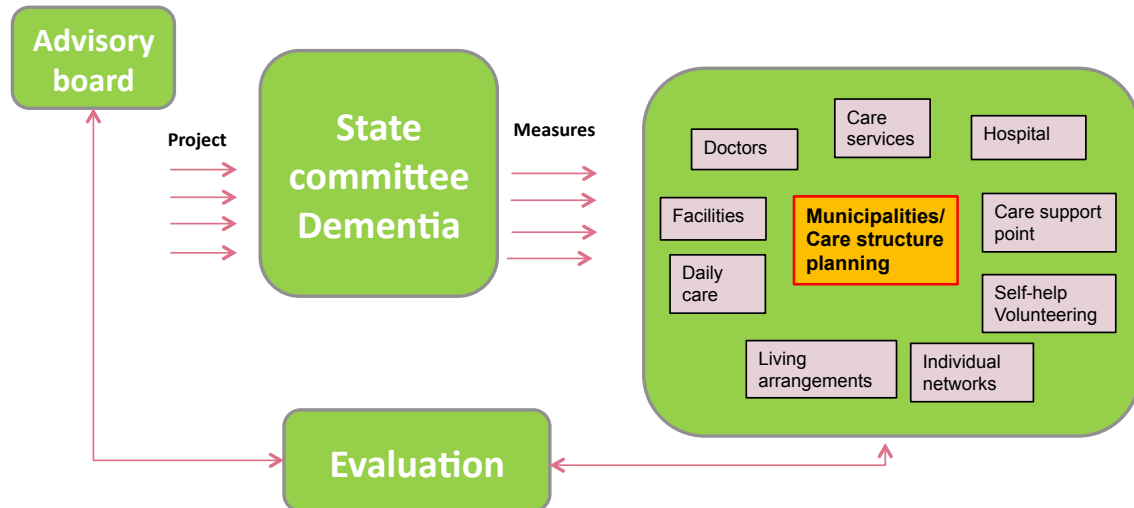 Advisory
board
Project
State
committee
Dementia
Measures
Doctors
Care
services
Hospital
Facilities
Municipalities/
Care structure
planning
Care support
point
Daily
care
Self-help
Volunteering
Living
arrangements
Individual
networks
Evaluation